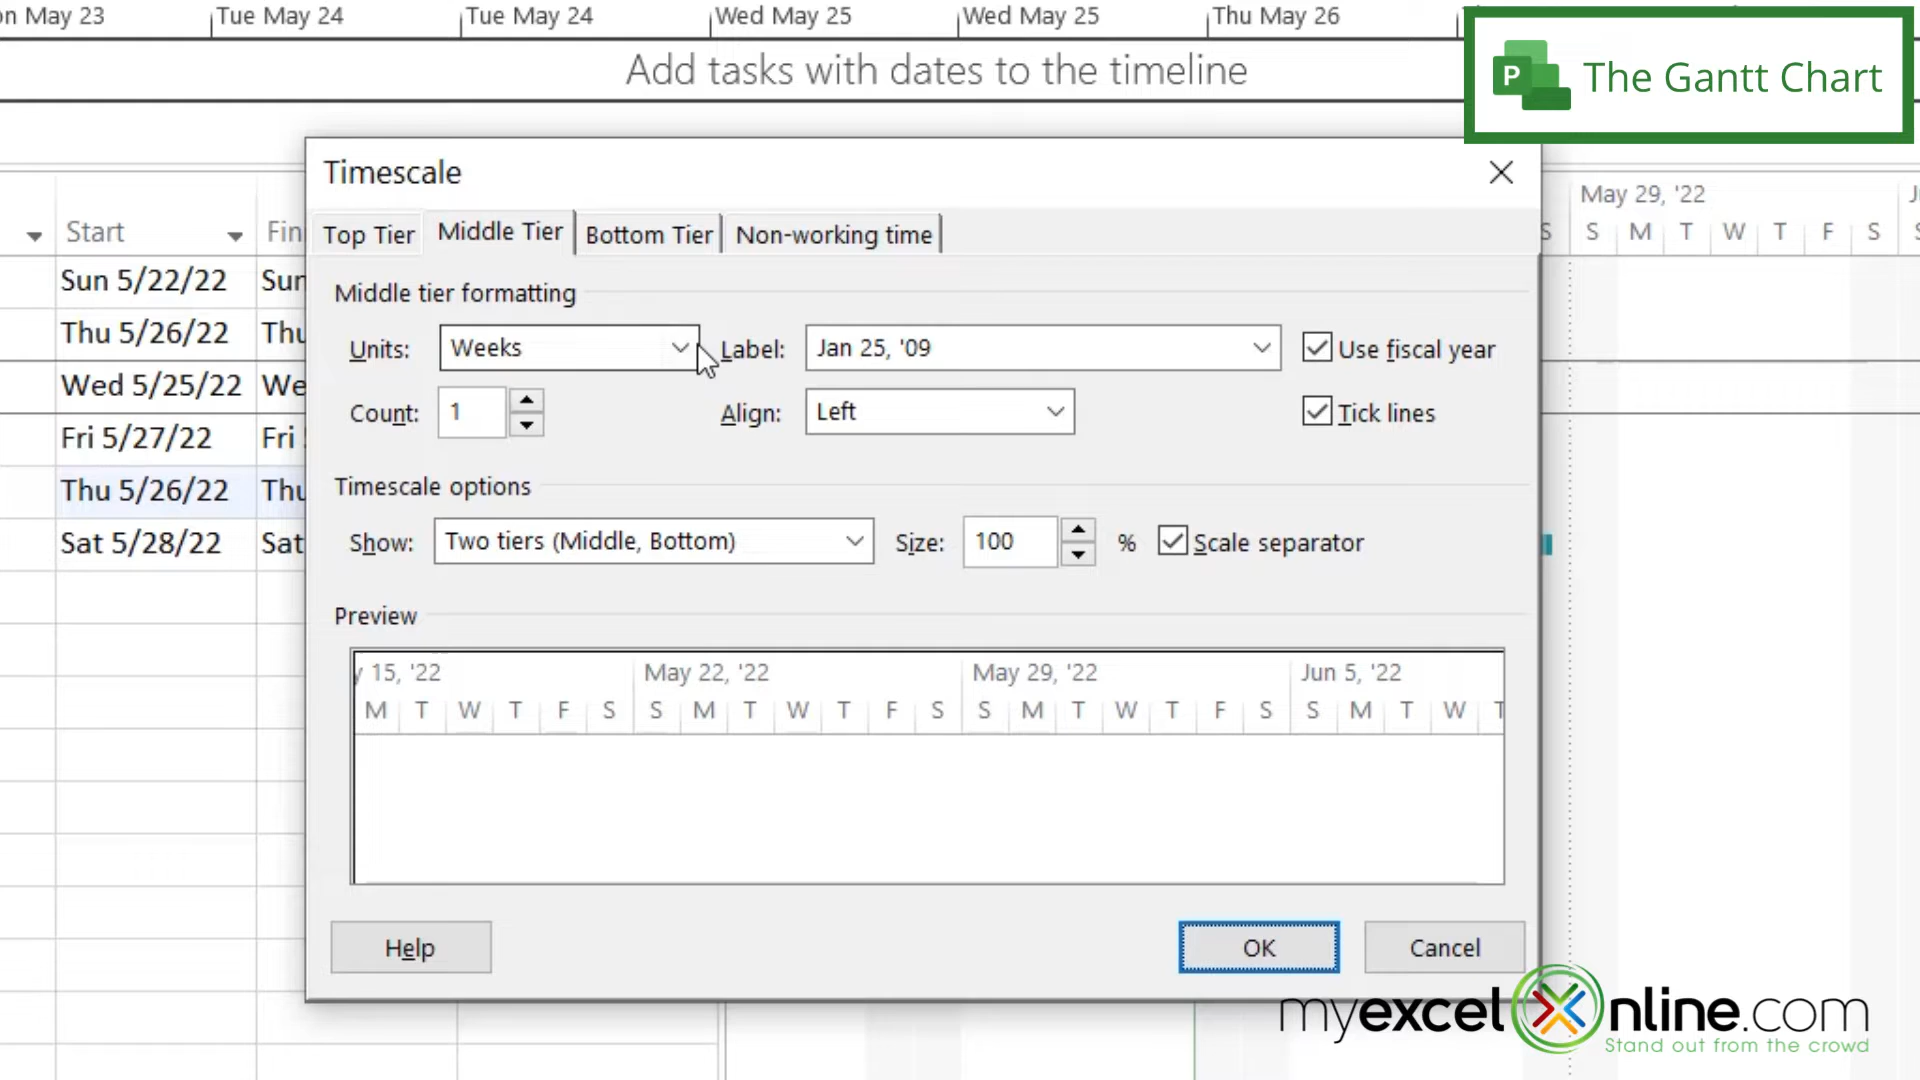 on May 23 Tue May 24 Tue May 24 Wed May 25 Wed May 25 Thu May 26
Add tasks with dates to the timeline
P The Gantt Chart
Timescale
Top Tier Middle Tier Bottom Tier Non-working time
May 29, '22
S S M T W T F S S
Start Fin
Sun 5/22/22 Sun
Thu 5/26/22 Thu
Wed 5/25/22 We
Fri 5/27/22 Fri
Thu 5/26/22 Thu
Sat 5/28/22 Sat
Middle tier formatting
Units: Weeks Label: Jan 25, '09 Use fiscal year
Count: 1 Align: Left Tick lines
Timescale options
Show: Two tiers (Middle, Bottom) Size: 100 % Scale separator
Preview
y 15, '22 May 22, '22 May 29, '22 Jun 5, '22
M T W T F S S M T W T F S S M T W T F S S M T W T
Help OK Cancel
myexcelOnline.com
Stand out from the crowd